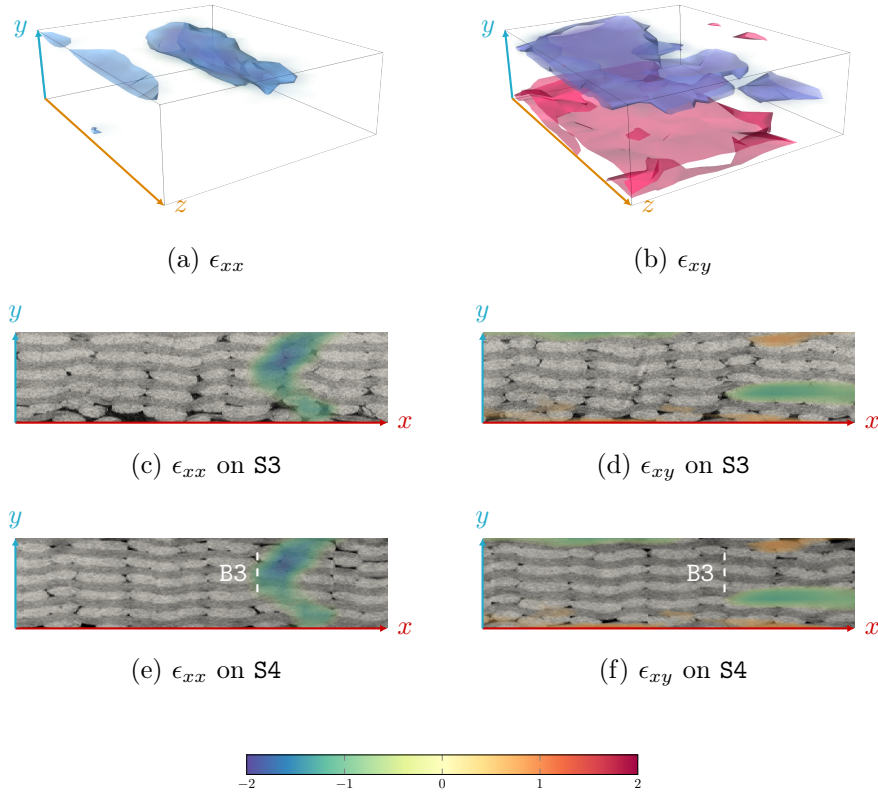 y
y
z
z
(a) ϵxx
(b) ϵxy
y
y
x
x
(c) ϵxx on S3
(d) ϵxy on S3
y
y
B3
B3
x
x
(e) ϵxx on S4
(f) ϵxy on S4
−2 −1 0 1 2